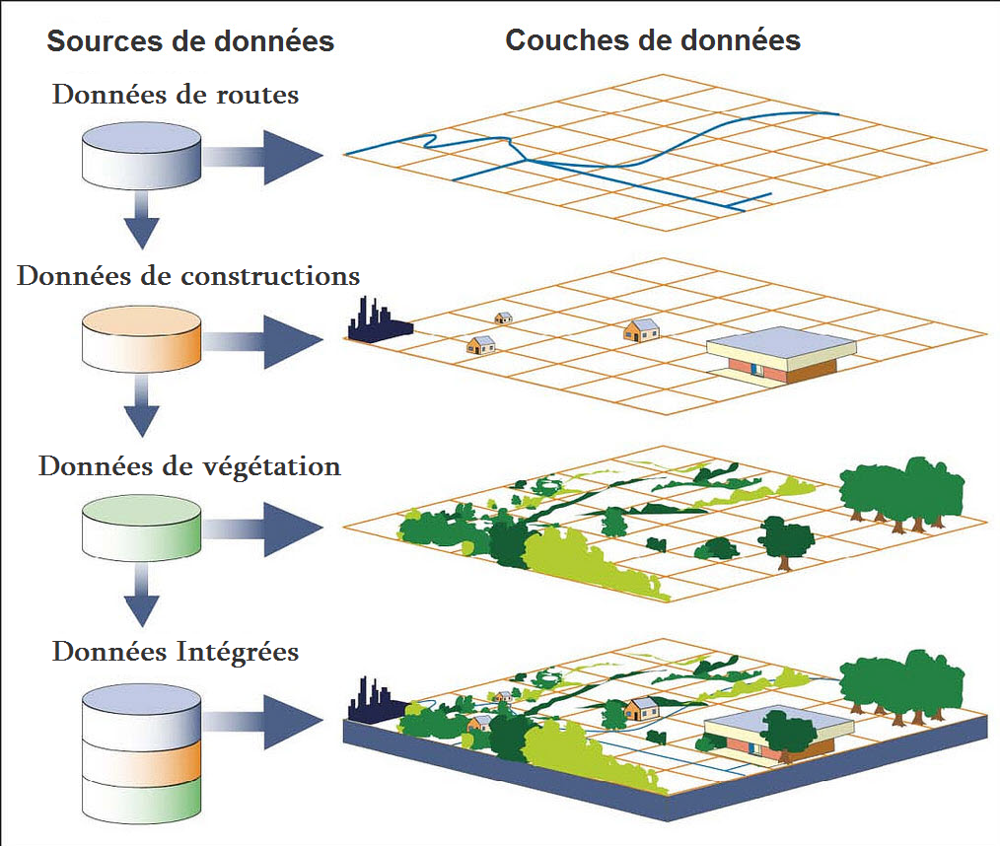 Sources de données
Couches de données
Données de routes
Données de constructions
Données de végétation
Données Intégrées